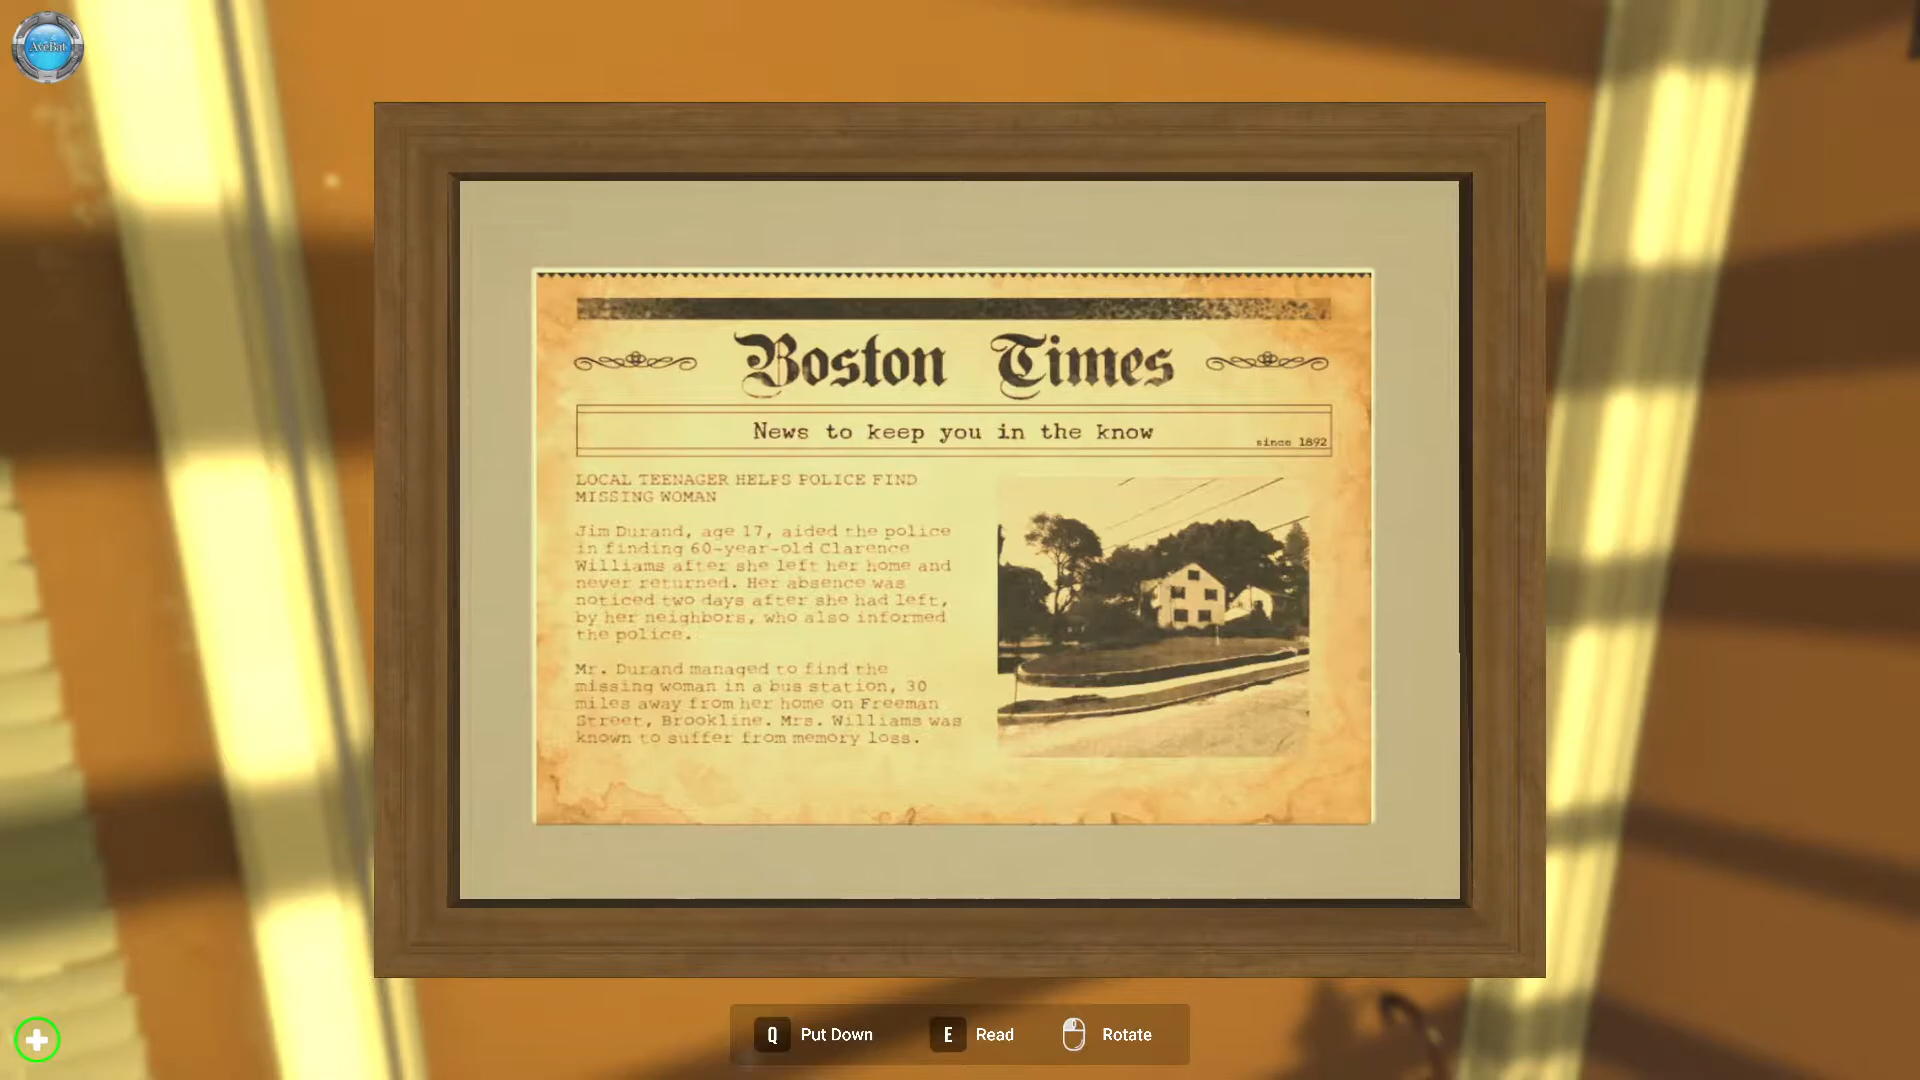 AveBat
Boston Times
News to keep you in the know
since 1892
LOCAL TEENAGER HELPS POLICE FIND
MISSING WOMAN
Jim Durand, age 17, aided the police
in finding 60-year-old Clarence
Williams after she left her home and
never returned. Her absence was
noticed two days after she had left,
by her neighbors, who also informed
the police.
Mr. Durand managed to find the
missing woman in a bus station, 30
miles away from her home on Freeman
Street, Brookline. Mrs. Williams was
known to suffer from memory loss.
Q Put Down E Read Rotate